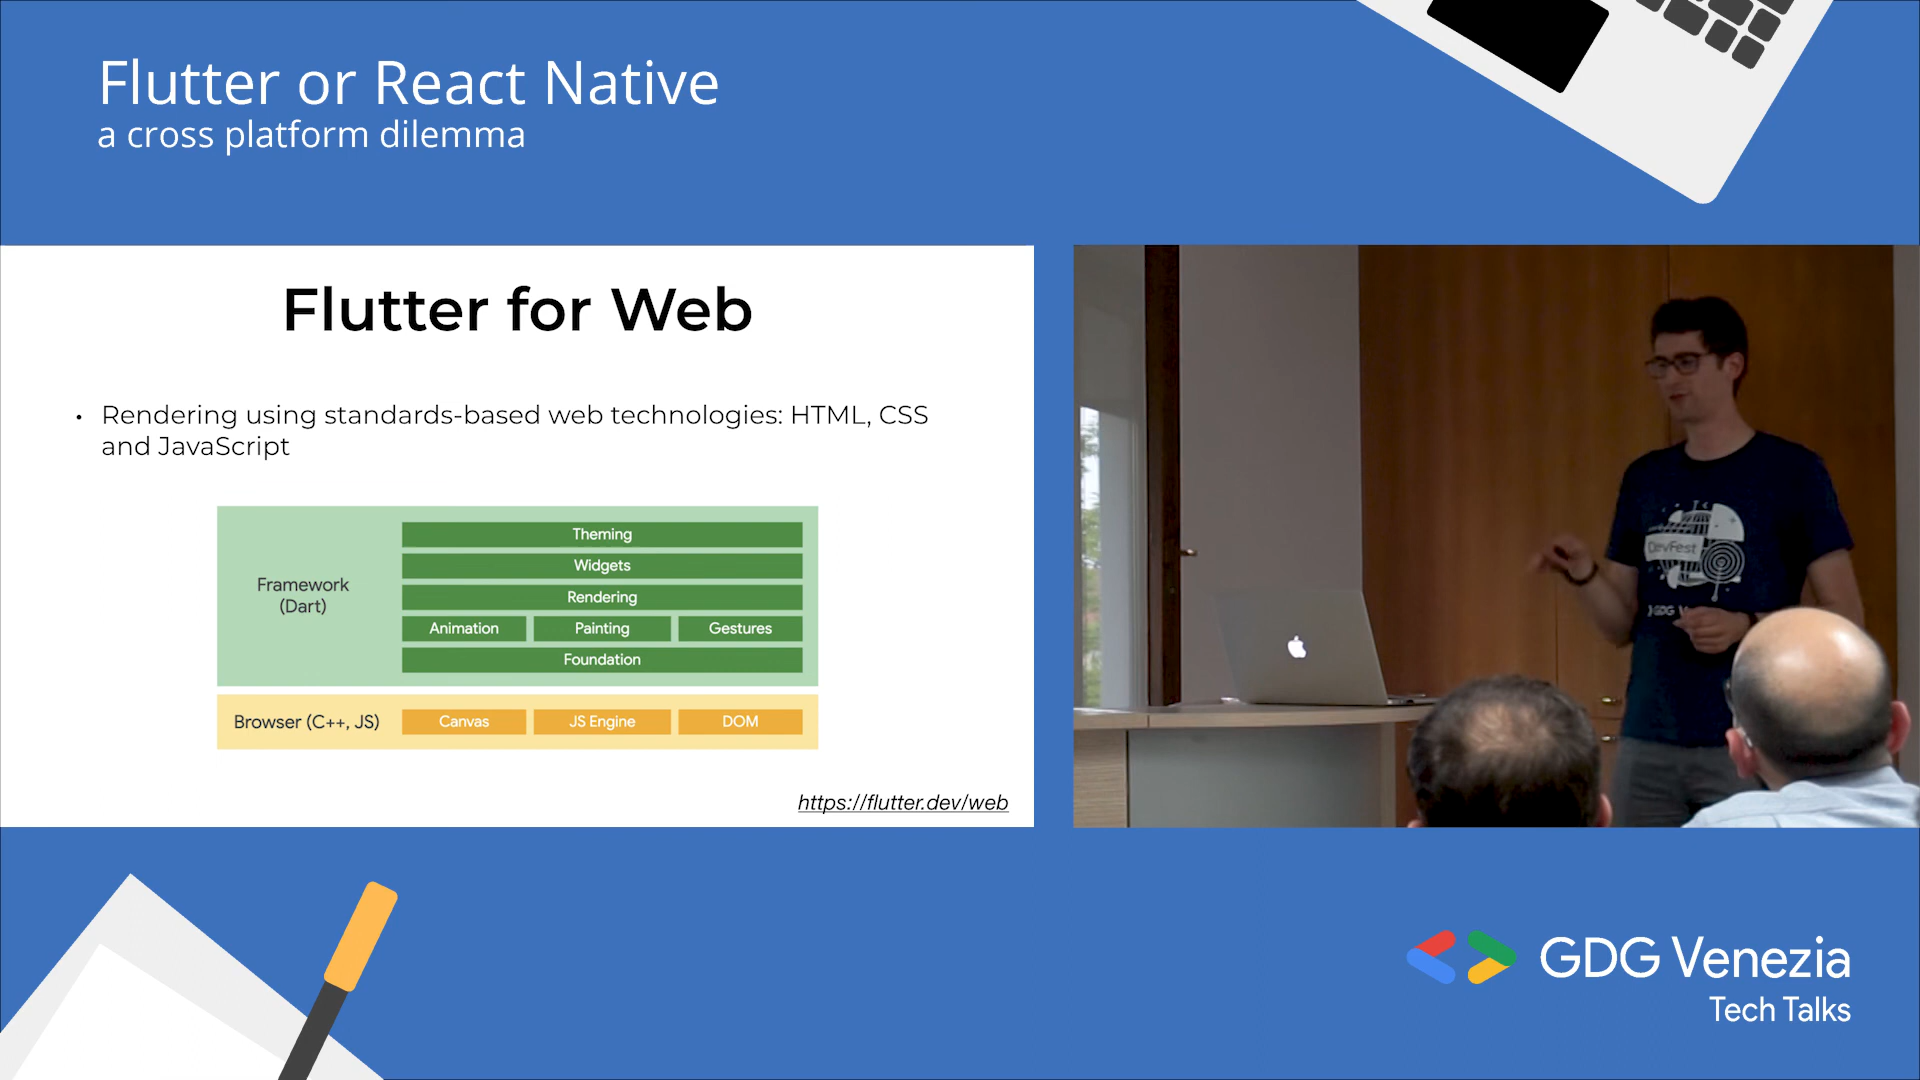 Flutter or React Native
a cross platform dilemma
Flutter for Web
• Rendering using standards-based web technologies: HTML, CSS
and JavaScript
Framework
(Dart)
Theming
Widgets
Rendering
Animation Painting Gestures
Foundation
Browser (C++, JS) Canvas JS Engine DOM
https://flutter.dev/web
DevFest
GDG
GDG Venezia
Tech Talks